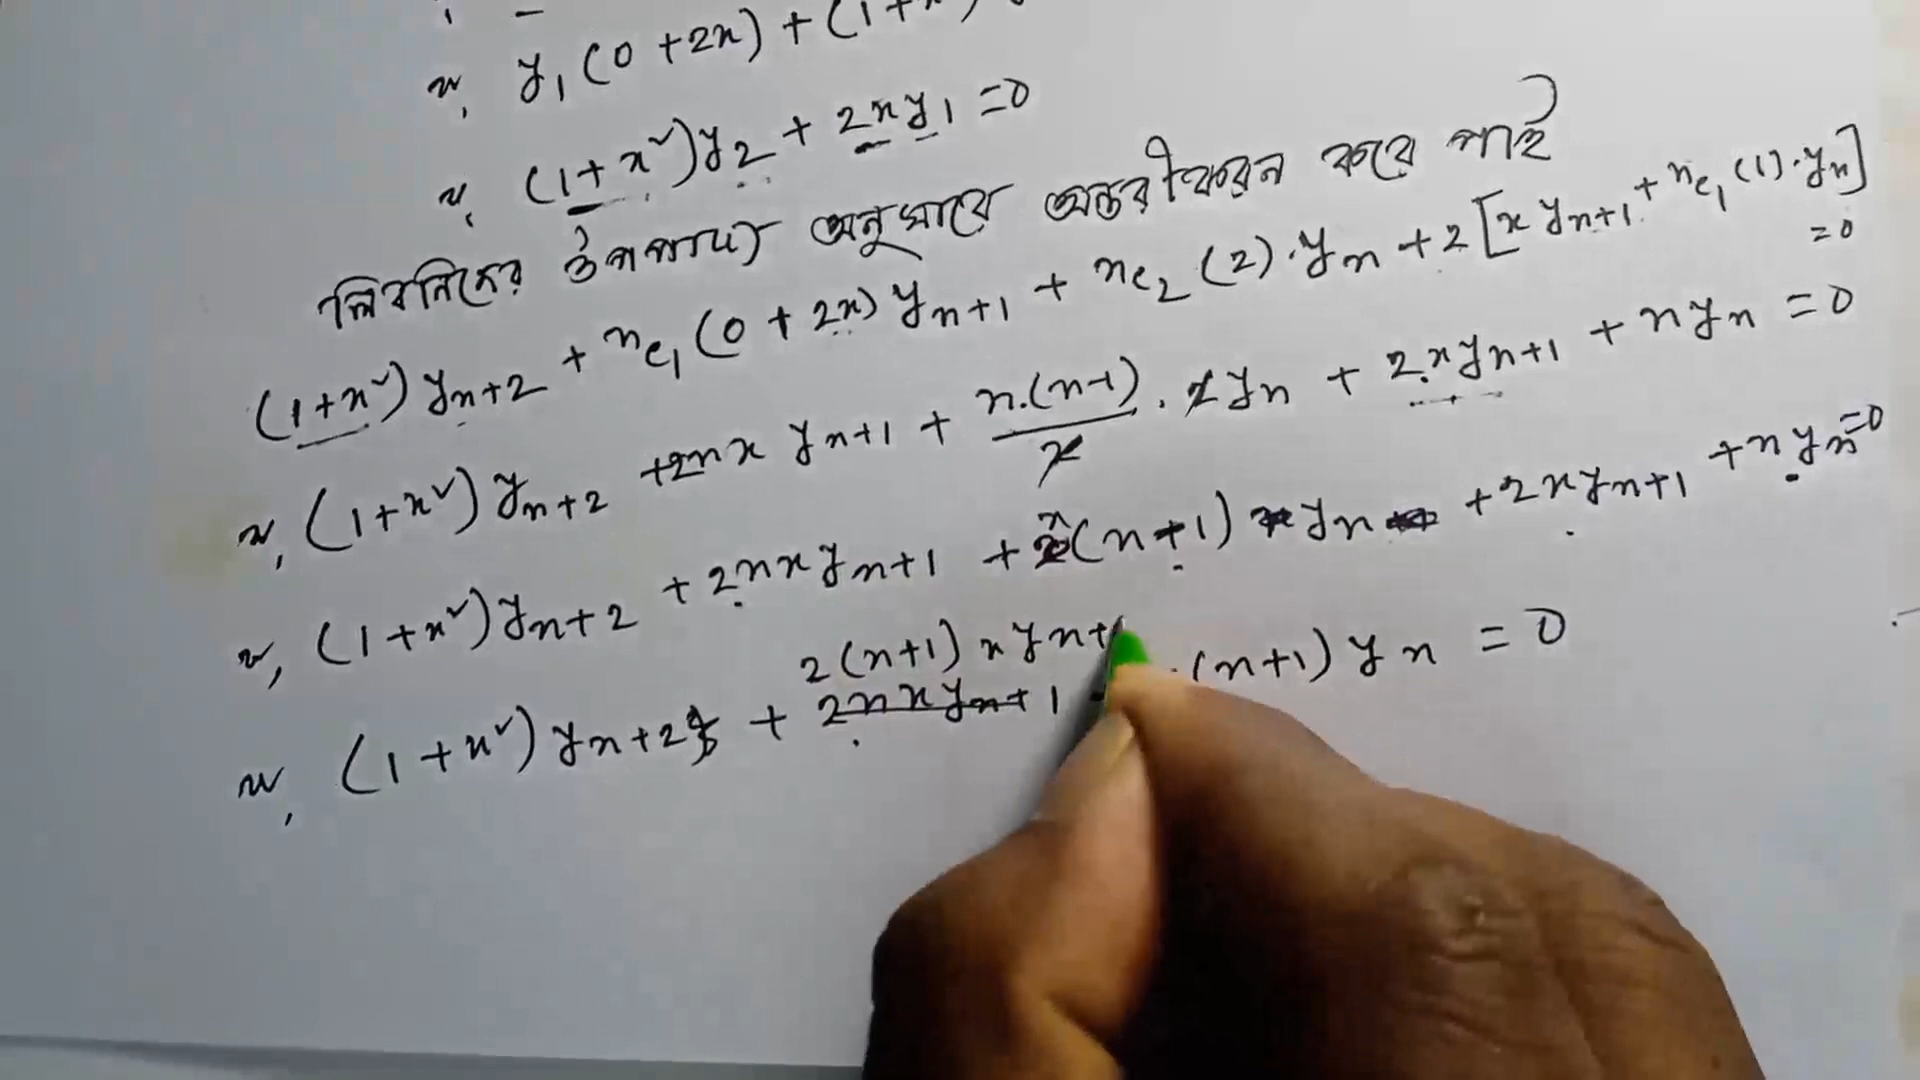 বা, y₁(0+2x) + (1+x
বা, (1+x²)y₂ + 2xy₁ = 0
লিবনিজের উপপাদ্য অনুসারে অন্তরীকরন করে পাই
(1+x²)yₙ₊₂ + ⁿc₁(0+2x)yₙ₊₁ + ⁿc₂(2)·yₙ + 2[x yₙ₊₁ + ⁿc₁(1)·yₙ] = 0
বা, (1+x²)yₙ₊₂ + 2nx yₙ₊₁ + n.(n-1)/2 . 2yₙ + 2.xyₙ₊₁ + nyₙ = 0
বা, (1+x²)yₙ₊₂ + 2nxyₙ₊₁ + n(n+1) yₙ + 2xyₙ₊₁ + nyₙ = 0
2(n+1)xyₙ₊
বা, (1+x²)yₙ₊₂ + 2nxyₙ₊₁ (n+1)yₙ = 0